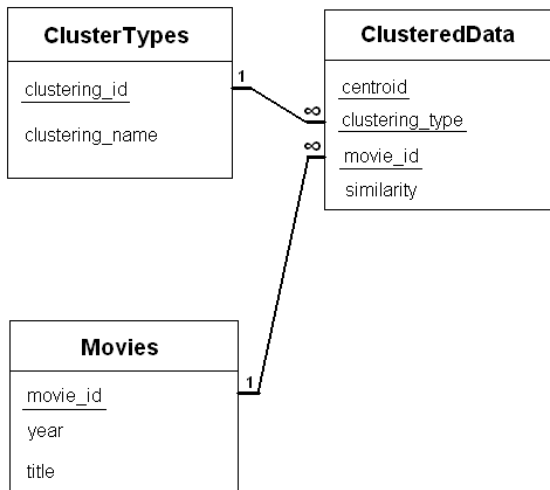 ClusterTypes
clustering_id
clustering_name
1
ClusteredData
centroid
clustering_type
movie_id
similarity
∞
∞
Movies
movie_id
year
title
1